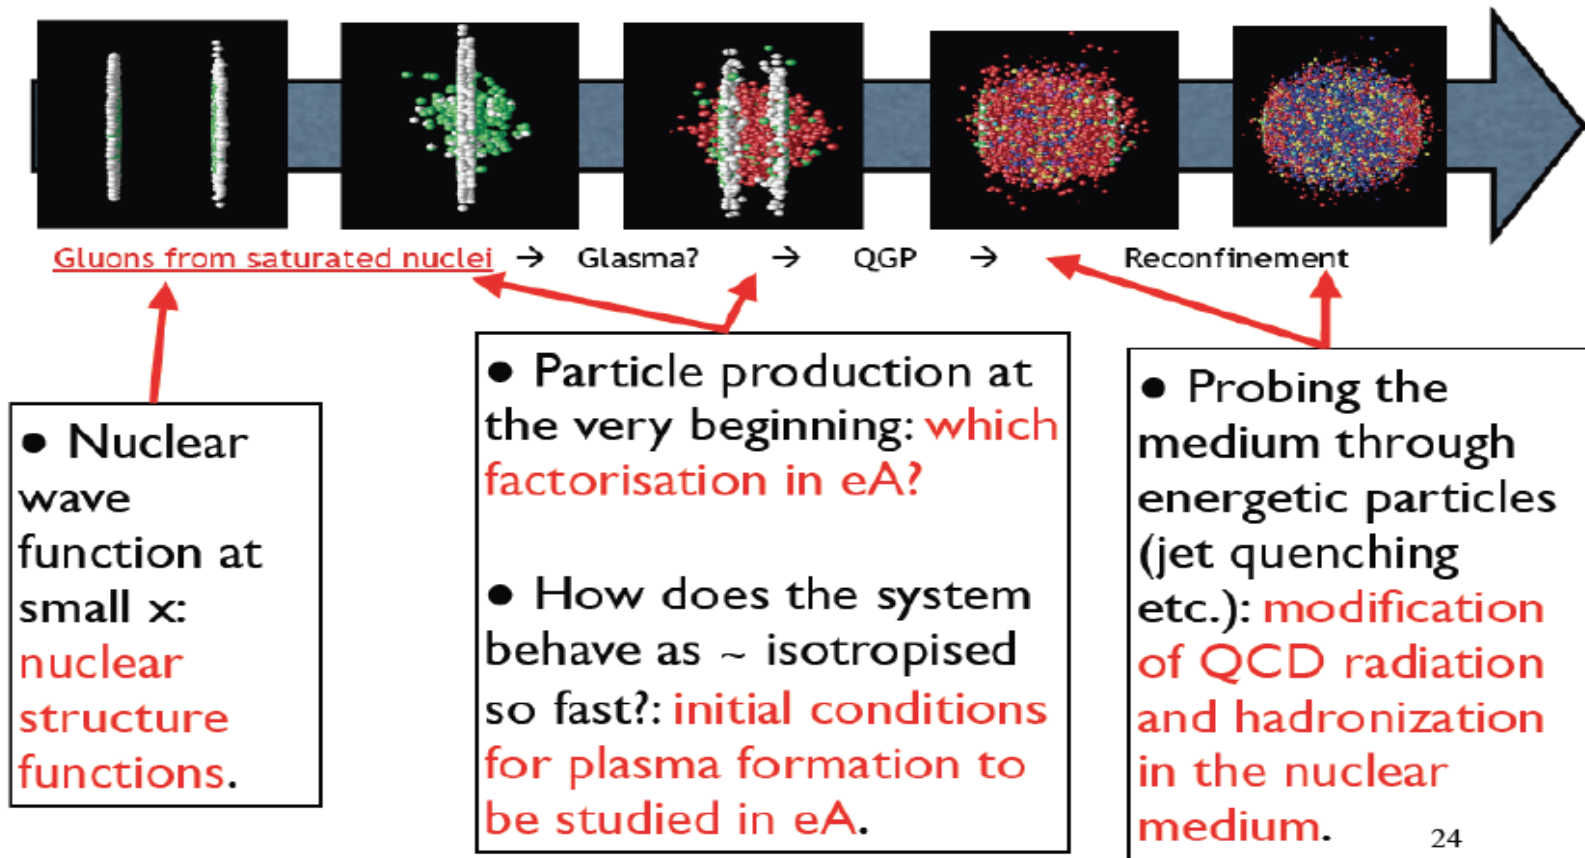 Gluons from saturated nuclei → Glasma? → QGP → Reconfinement
● Nuclear
wave
function at
small x:
nuclear
structure
functions.
● Particle production at
the very beginning: which
factorisation in eA?
● How does the system
behave as ~ isotropised
so fast?: initial conditions
for plasma formation to
be studied in eA.
● Probing the
medium through
energetic particles
(jet quenching
etc.): modification
of QCD radiation
and hadronization
in the nuclear
medium.
24